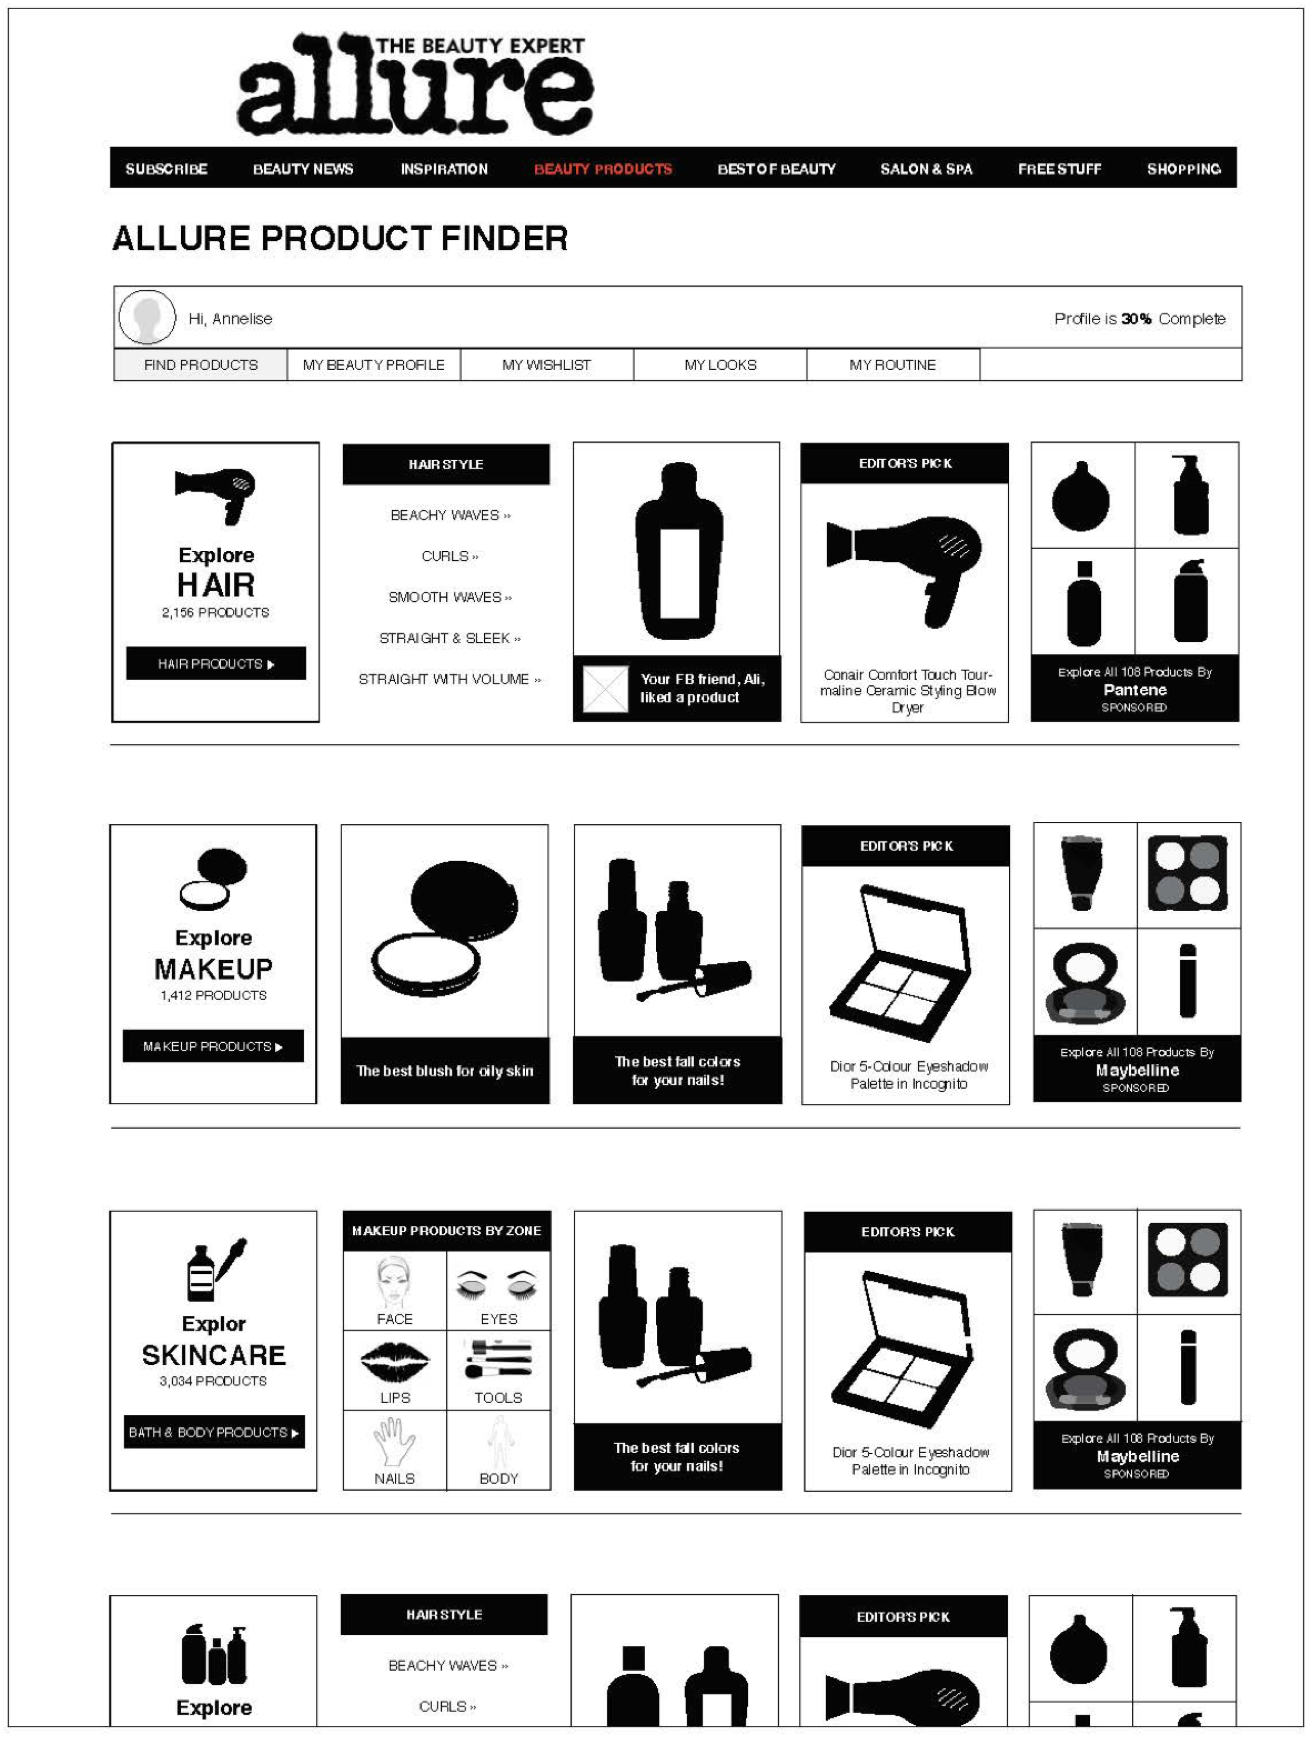 THE BEAUTY EXPERT
allure
SUBSCRIBE BEAUTY NEWS INSPIRATION BEAUTY PRODUCTS BEST OF BEAUTY SALON & SPA FREE STUFF SHOPPING
ALLURE PRODUCT FINDER
Hi, Annelise
Profile is 30% Complete
FIND PRODUCTS MY BEAUTY PROFILE MY WISHLIST MY LOOKS MY ROUTINE
Explore
HAIR
2,156 PRODUCTS
HAIR PRODUCTS ▶
HAIR STYLE
BEACHY WAVES »
CURLS »
SMOOTH WAVES »
STRAIGHT & SLEEK »
STRAIGHT WITH VOLUME »
Your FB friend, Ali,
liked a product
EDITOR'S PICK
Conair Comfort Touch Tour-
maline Ceramic Styling Blow
Dryer
Explore All 108 Products By
Pantene
SPONSORED
Explore
MAKEUP
1,412 PRODUCTS
MAKEUP PRODUCTS ▶
The best blush for oily skin
The best fall colors
for your nails!
EDITOR'S PICK
Dior 5-Colour Eyeshadow
Palette in Incognito
Explore All 108 Products By
Maybelline
SPONSORED
Explor
SKINCARE
3,034 PRODUCTS
BATH & BODY PRODUCTS ▶
MAKEUP PRODUCTS BY ZONE
FACE EYES
LIPS TOOLS
NAILS BODY
The best fall colors
for your nails!
EDITOR'S PICK
Dior 5-Colour Eyeshadow
Palette in Incognito
Explore All 108 Products By
Maybelline
SPONSORED
Explore
HAIR STYLE
BEACHY WAVES »
CURLS »
EDITOR'S PICK